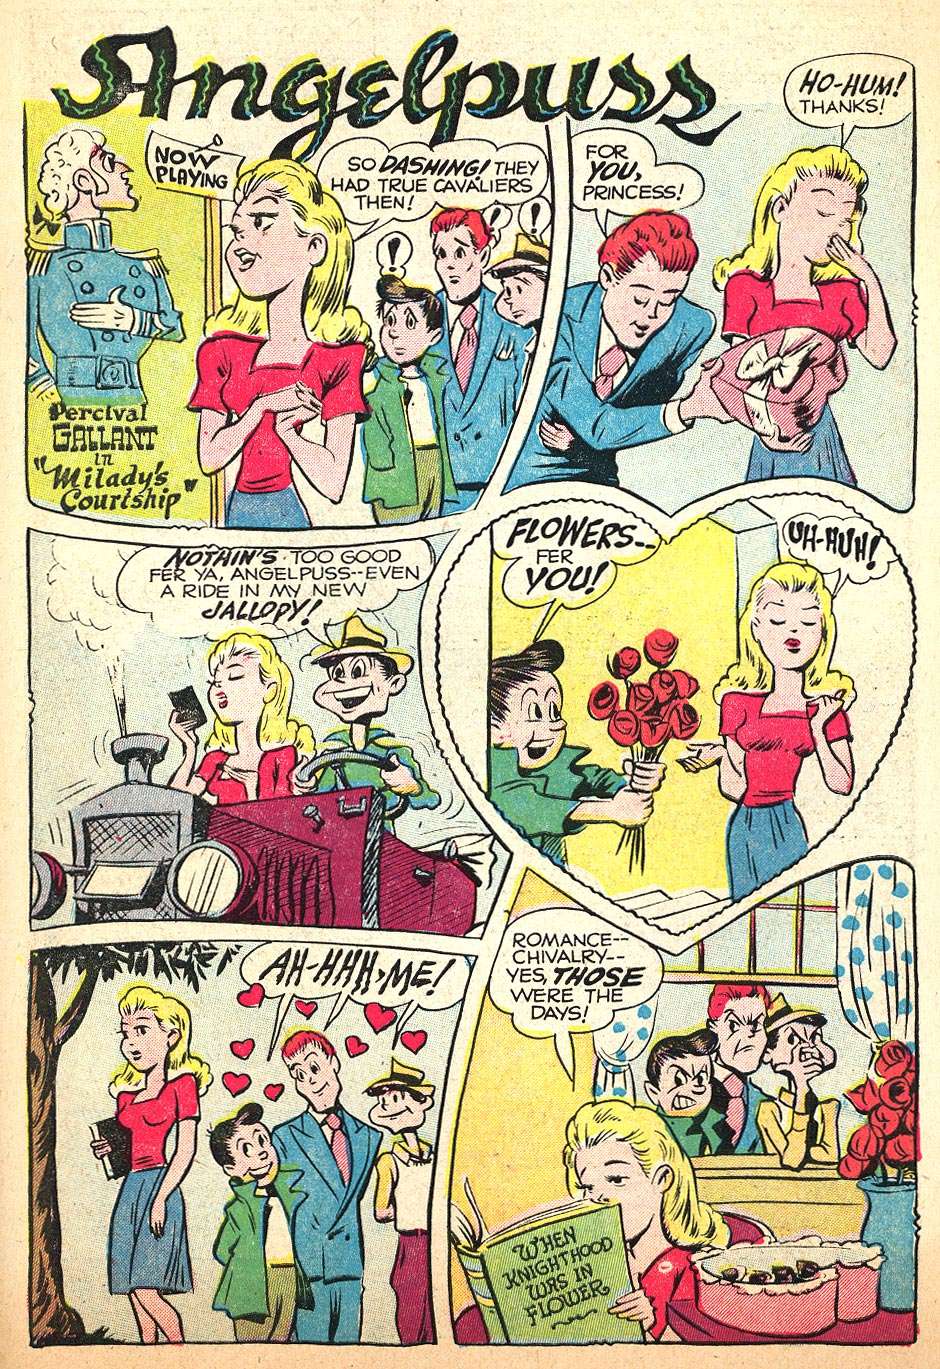 Angelpuss
NOW
PLAYING
SO DASHING! THEY
HAD TRUE CAVALIERS
THEN!
!
!
!
Percival
GALLANT
in
"Milady's
Courtship"
FOR
YOU,
PRINCESS!
HO-HUM!
THANKS!
NOTHIN'S TOO GOOD
FER YA, ANGELPUSS--EVEN
A RIDE IN MY NEW
JALLOPY!
FLOWERS--
FER
YOU!
UH-HUH!
AH-HHH, ME!
ROMANCE--
CHIVALRY--
YES, THOSE
WERE THE
DAYS!
WHEN
KNIGHTHOOD
WAS IN
FLOWER